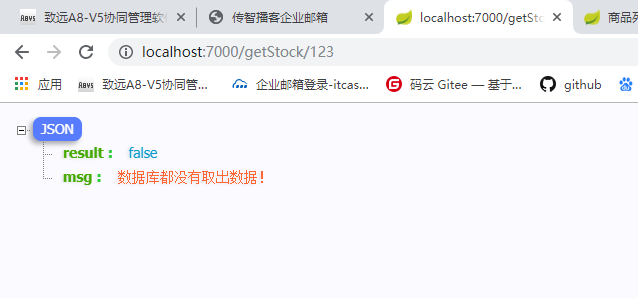 致远A8-V5协同管理软 传智播客企业邮箱 localhost:7000/getSto 商品列
localhost:7000/getStock/123
应用 致远A8-V5协同管... 企业邮箱登录-itcas... 码云 Gitee — 基于... github
JSON
result : false
msg : 数据库都没有取出数据!